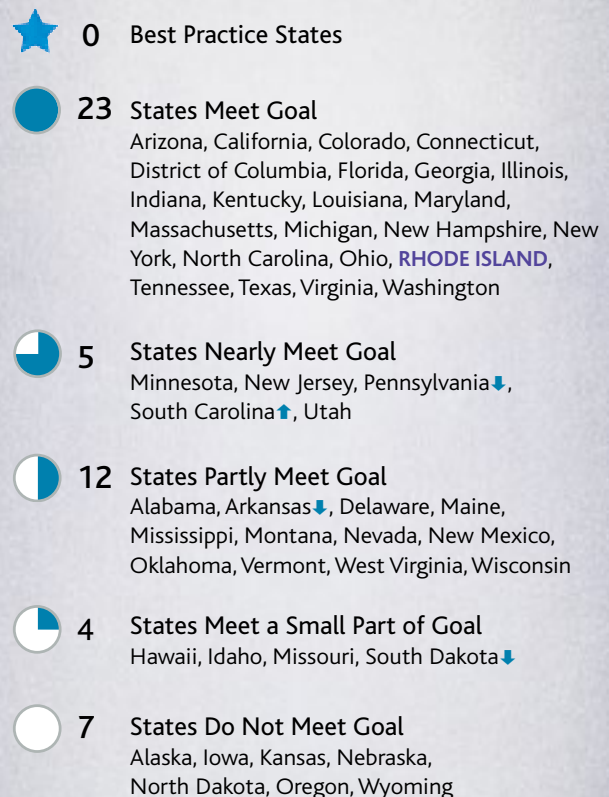 0 Best Practice States
23 States Meet Goal
Arizona, California, Colorado, Connecticut,
District of Columbia, Florida, Georgia, Illinois,
Indiana, Kentucky, Louisiana, Maryland,
Massachusetts, Michigan, New Hampshire, New
York, North Carolina, Ohio, RHODE ISLAND,
Tennessee, Texas, Virginia, Washington
5 States Nearly Meet Goal
Minnesota, New Jersey, Pennsylvania⬇,
South Carolina⬆, Utah
12 States Partly Meet Goal
Alabama, Arkansas⬇, Delaware, Maine,
Mississippi, Montana, Nevada, New Mexico,
Oklahoma, Vermont, West Virginia, Wisconsin
4 States Meet a Small Part of Goal
Hawaii, Idaho, Missouri, South Dakota⬇
7 States Do Not Meet Goal
Alaska, Iowa, Kansas, Nebraska,
North Dakota, Oregon, Wyoming